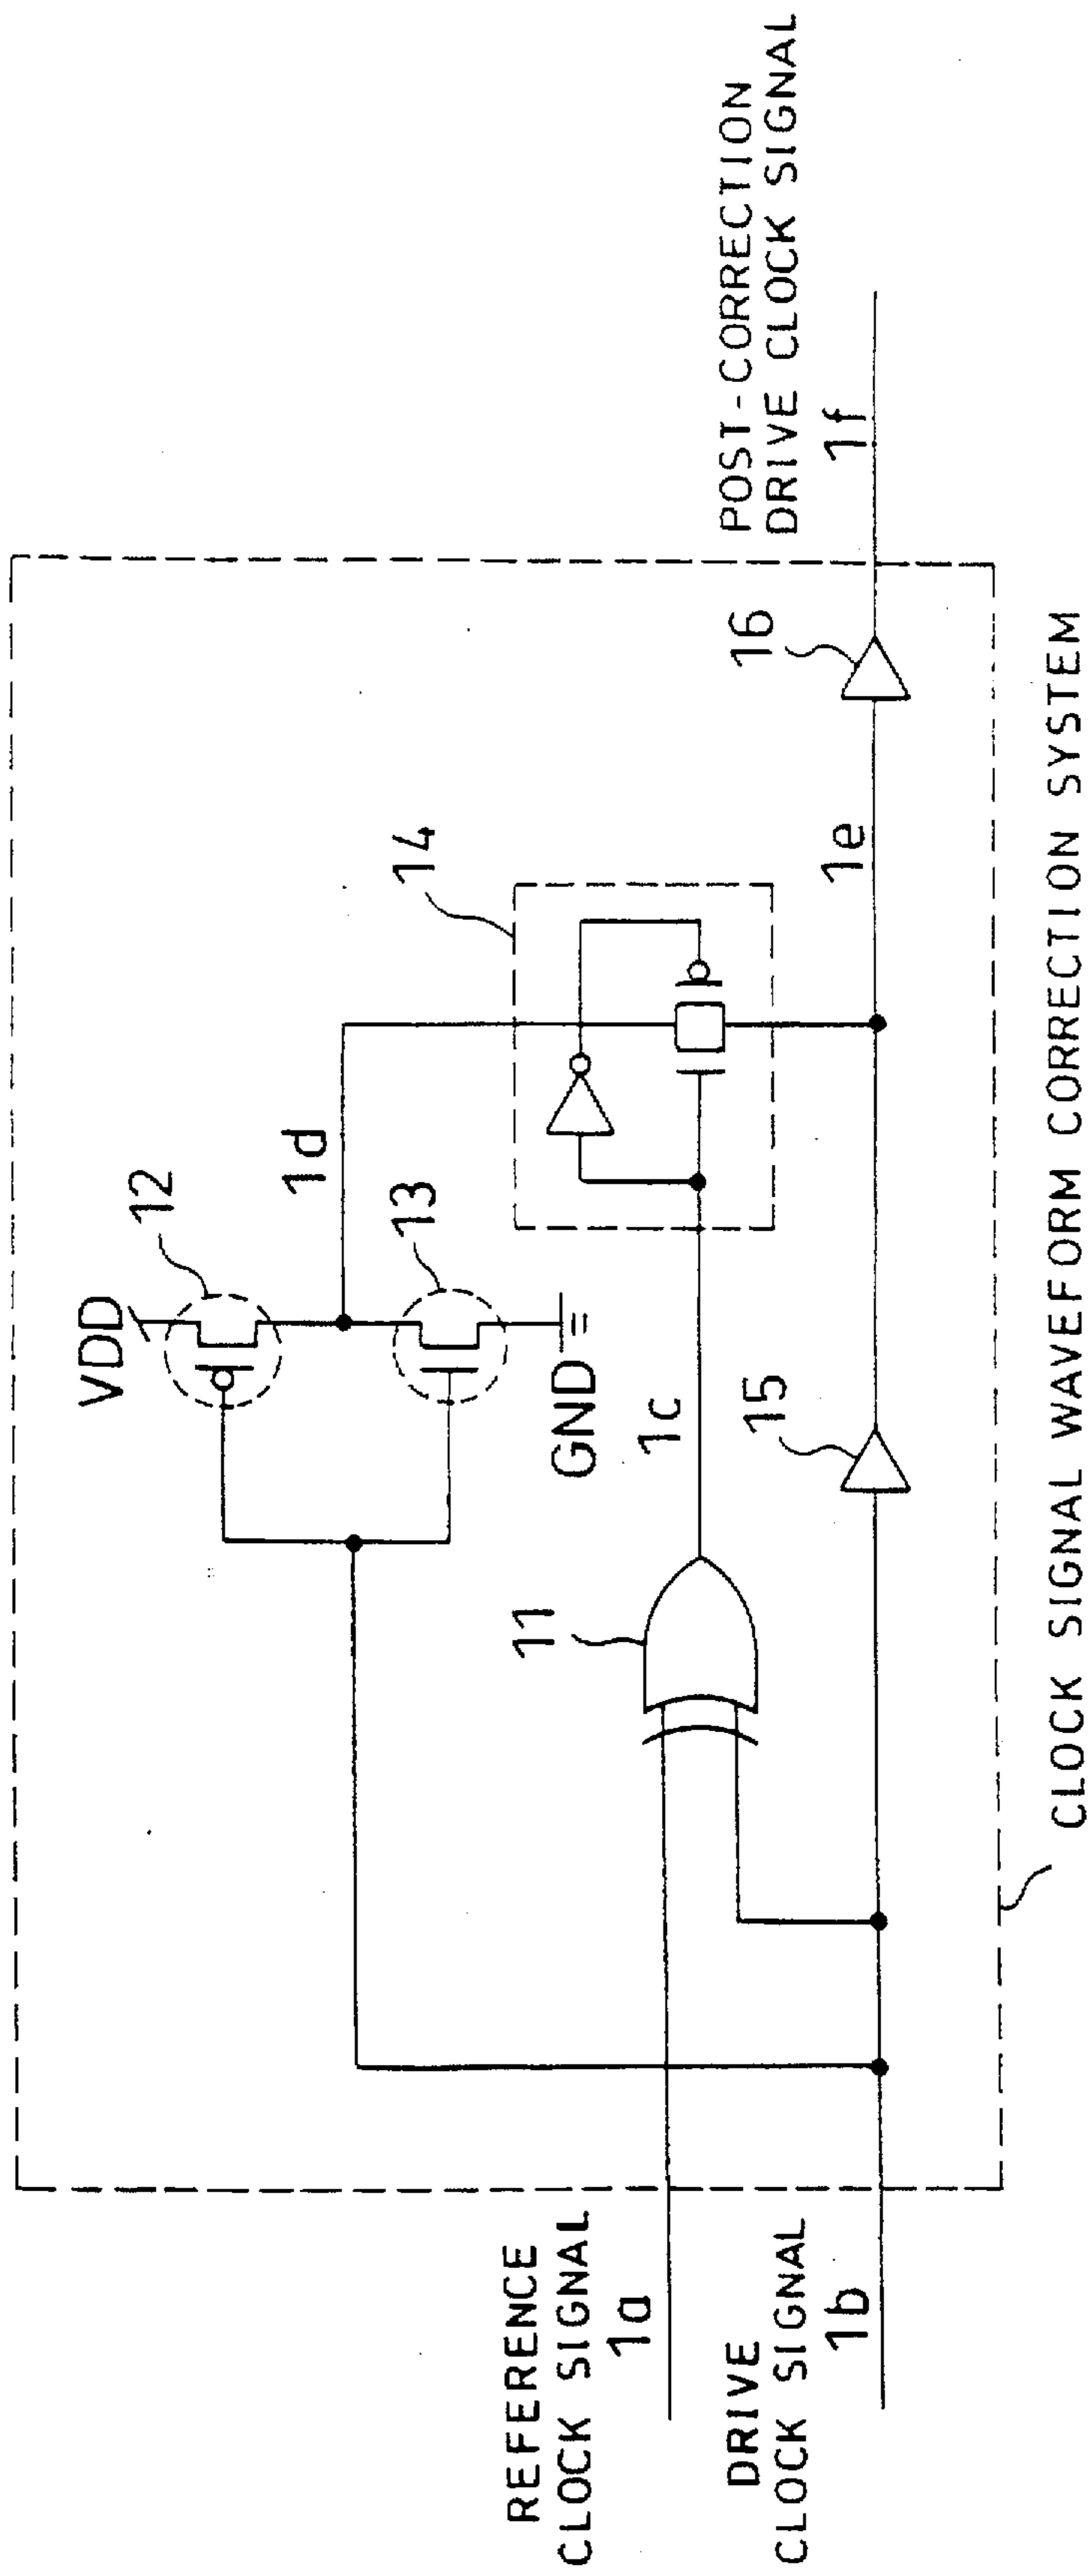 VDD
12
1d
13
GND
14
11
1c
15
1e
16
REFERENCE
CLOCK SIGNAL
1a
DRIVE
CLOCK SIGNAL
1b
POST-CORRECTION
DRIVE CLOCK SIGNAL
1f
CLOCK SIGNAL WAVEFORM CORRECTION SYSTEM